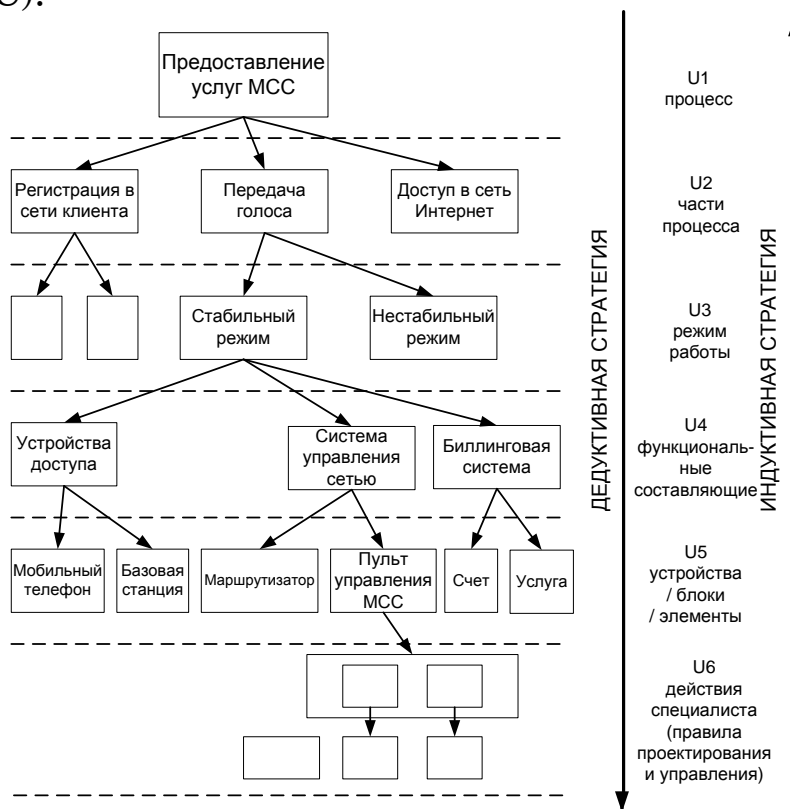 С).
Предоставление
услуг МСС
U1
процесс
Регистрация в
сети клиента
Передача
голоса
Доступ в сеть
Интернет
U2
части
процесса
Стабильный
режим
Нестабильный
режим
U3
режим
работы
Устройства
доступа
Система
управления
сетью
Биллинговая
система
U4
функциональ-
ные
составляющие
Мобильный
телефон
Базовая
станция
Маршрутизатор
Пульт
управления
МСС
Счет
Услуга
U5
устройства
/ блоки
/ элементы
U6
действия
специалиста
(правила
проектирования
и управления)
ДЕДУКТИВНАЯ СТРАТЕГИЯ
ИНДУКТИВНАЯ СТРАТЕГИЯ